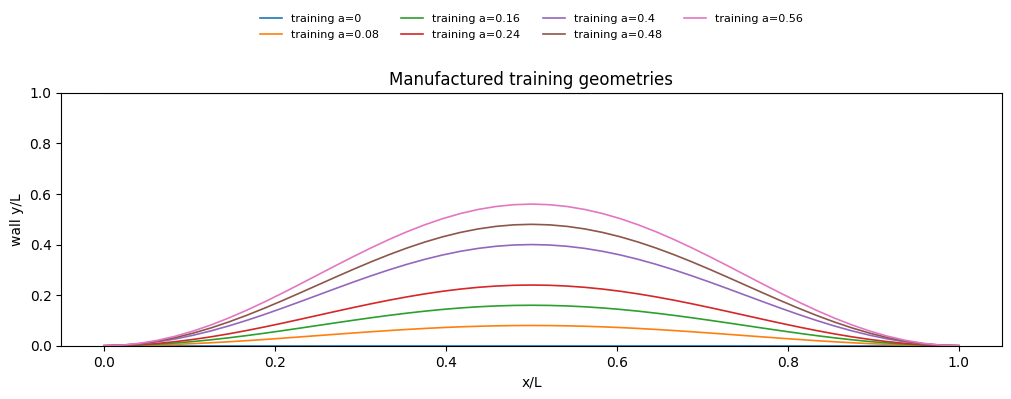 training a=0 training a=0.16 training a=0.4 training a=0.56
training a=0.08 training a=0.24 training a=0.48
Manufactured training geometries
1.0
0.8
0.6
0.4
0.2
0.0
wall y/L
0.0 0.2 0.4 0.6 0.8 1.0
x/L